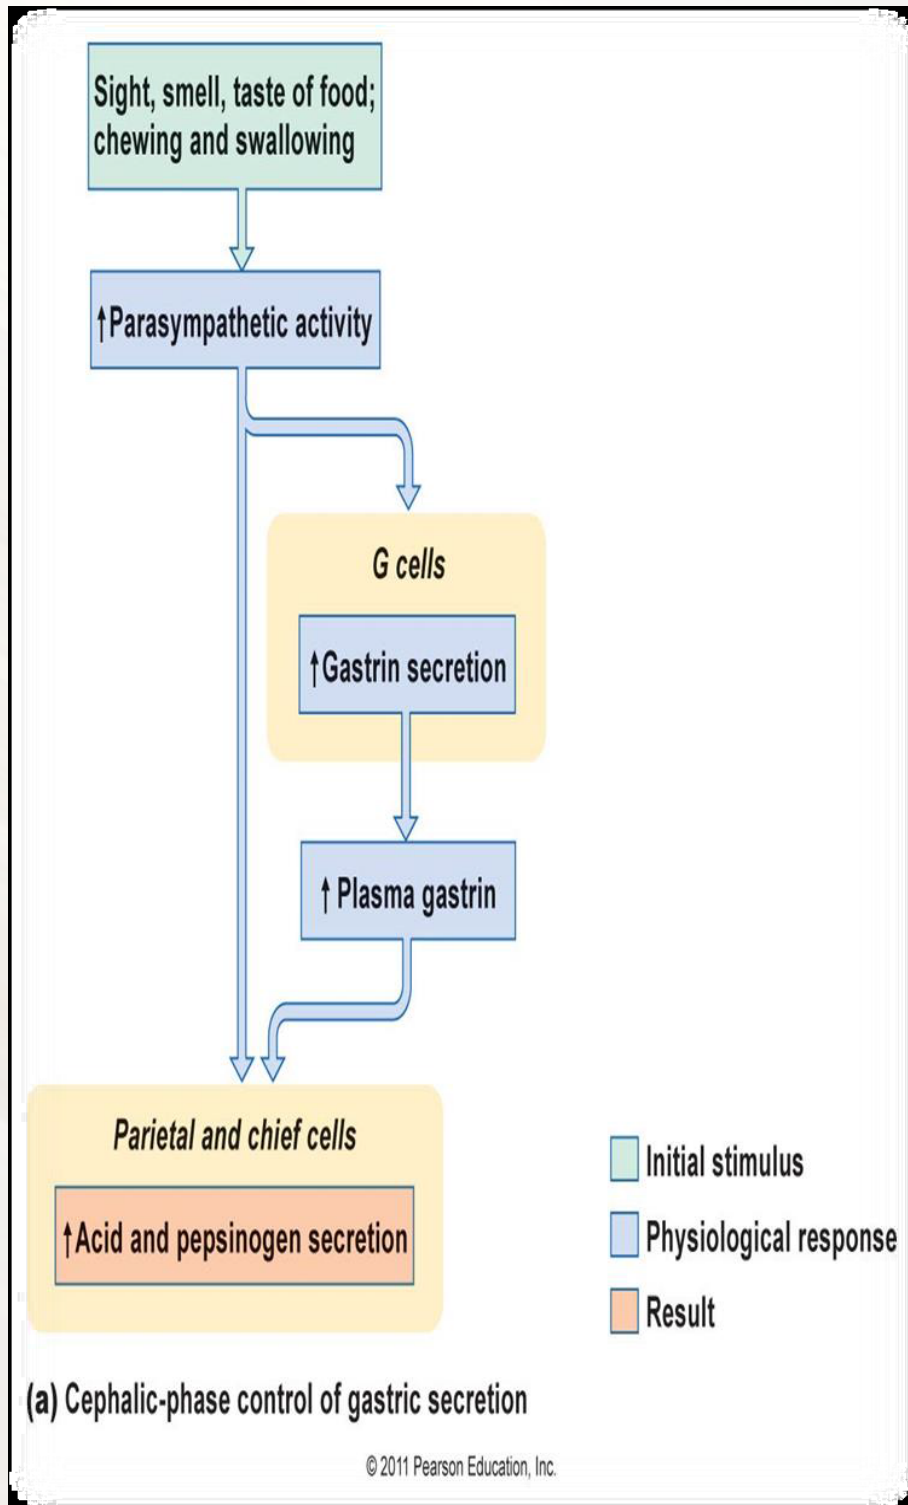 Sight, smell, taste of food;
chewing and swallowing
↑Parasympathetic activity
G cells
↑Gastrin secretion
↑ Plasma gastrin
Parietal and chief cells
↑Acid and pepsinogen secretion
Initial stimulus
Physiological response
Result
(a) Cephalic-phase control of gastric secretion
© 2011 Pearson Education, Inc.